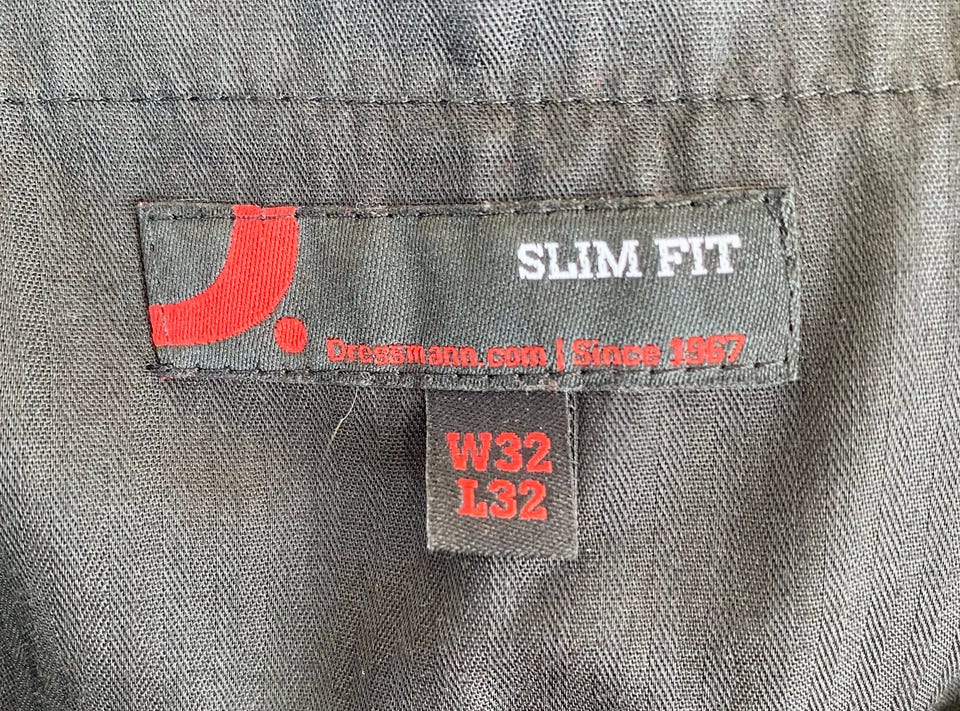 SLIM FIT
Dressmann.com | Since 1967
W32
L32